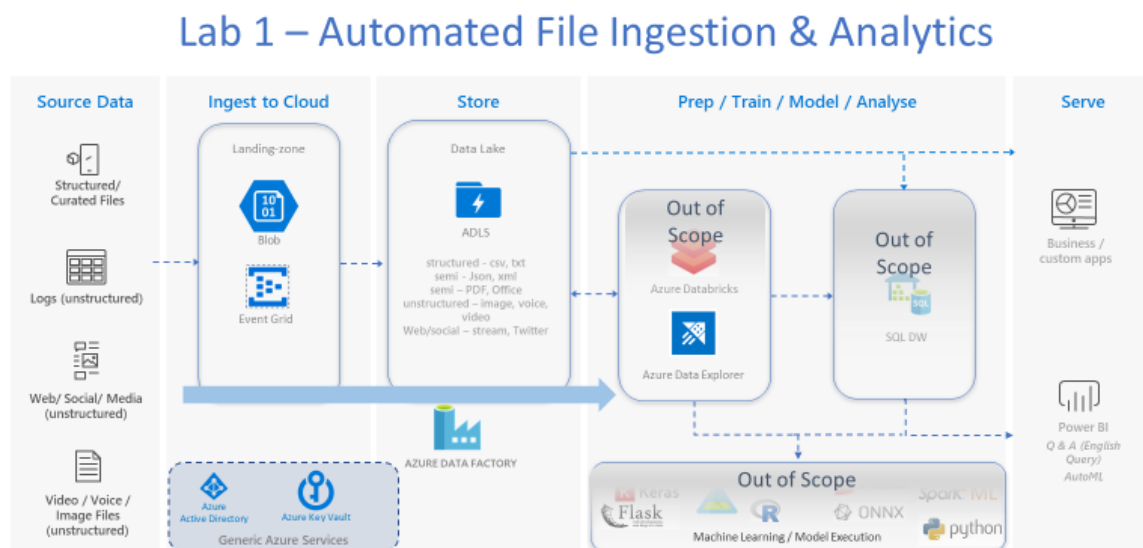 Lab 1 – Automated File Ingestion & Analytics
Source Data
Ingest to Cloud
Store
Prep / Train / Model / Analyse
Serve
Structured/
Curated Files
Logs (unstructured)
Web/ Social/ Media
(unstructured)
Video / Voice /
Image Files
(unstructured)
Landing-zone
10
01
Blob
Event Grid
Data Lake
ADLS
structured - csv, txt
semi - Json, xml
semi – PDF, Office
unstructured – image, voice,
video
Web/social – stream, Twitter
AZURE DATA FACTORY
Azure
Active Directory
Azure Key Vault
Generic Azure Services
Out of
Scope
Azure Databricks
Azure Data Explorer
Out of
Scope
SQL
SQL DW
Out of Scope
Keras
Flask
R
ONNX
Spark ML
python
Machine Learning / Model Execution
Business /
custom apps
Power BI
Q & A (English
Query)
AutoML